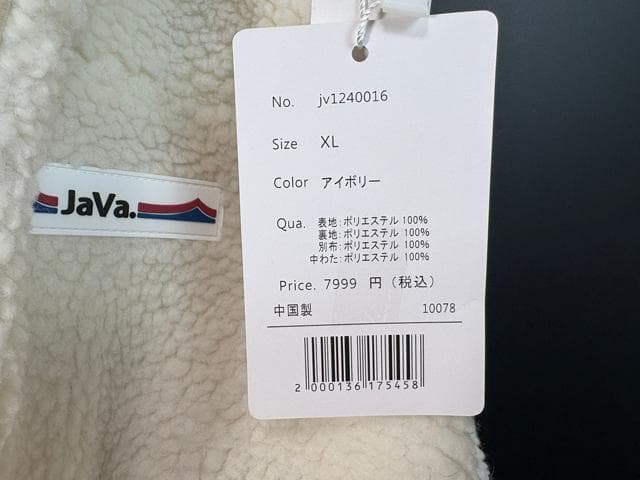 JaVa.
No. jv1240016
Size XL
Color アイボリー
Qua. 表地:ポリエステル 100%
裏地:ポリエステル 100%
別布:ポリエステル 100%
中わた:ポリエステル 100%
Price. 7999 円（税込）
中国製 10078
2 000136 175458